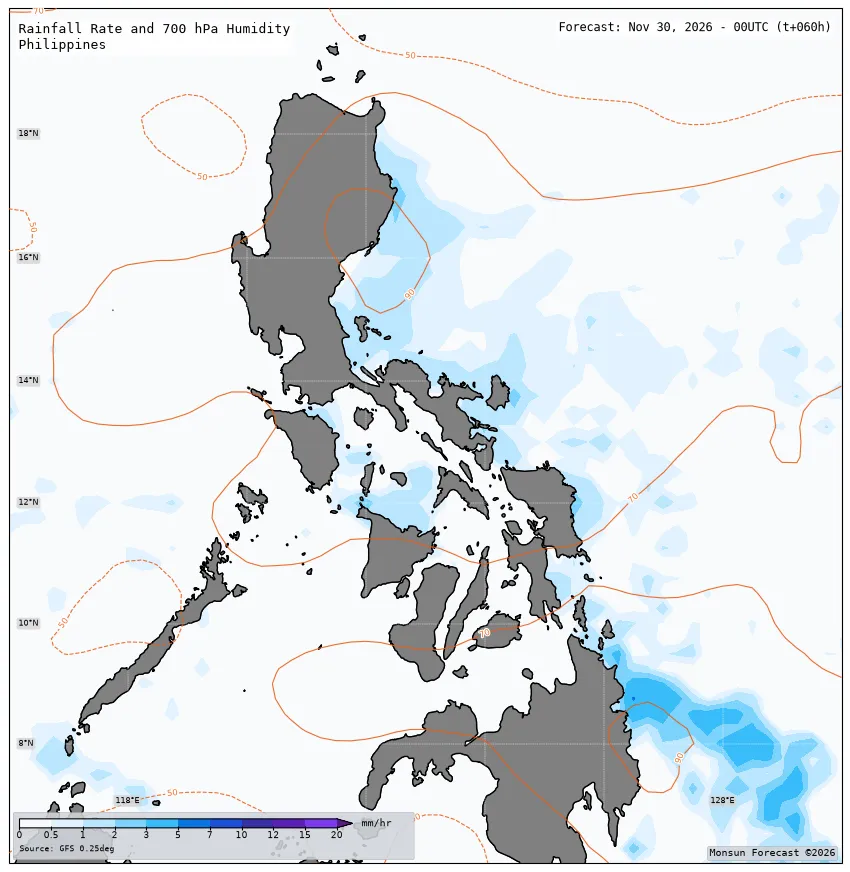 70
Rainfall Rate and 700 hPa Humidity
Philippines
Forecast: Nov 30, 2026 - 00UTC (t+060h)
50
18°N
50
50
16°N
90
14°N
70
12°N
50
10°N
70
8°N
90
50
118°E
128°E
0
0.5
1
2
3
5
7
10
12
15
20
mm/hr
Source: GFS 0.25deg
Monsun Forecast ©2026